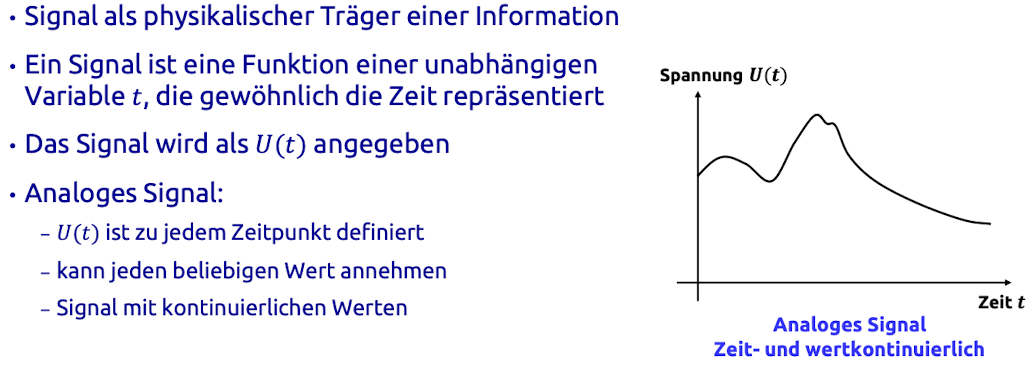 • Signal als physikalischer Träger einer Information
• Ein Signal ist eine Funktion einer unabhängigen
Variable t, die gewöhnlich die Zeit repräsentiert
• Das Signal wird als U(t) angegeben
• Analoges Signal:
– U(t) ist zu jedem Zeitpunkt definiert
– kann jeden beliebigen Wert annehmen
– Signal mit kontinuierlichen Werten
Spannung U(t)
Zeit t
Analoges Signal
Zeit- und wertkontinuierlich